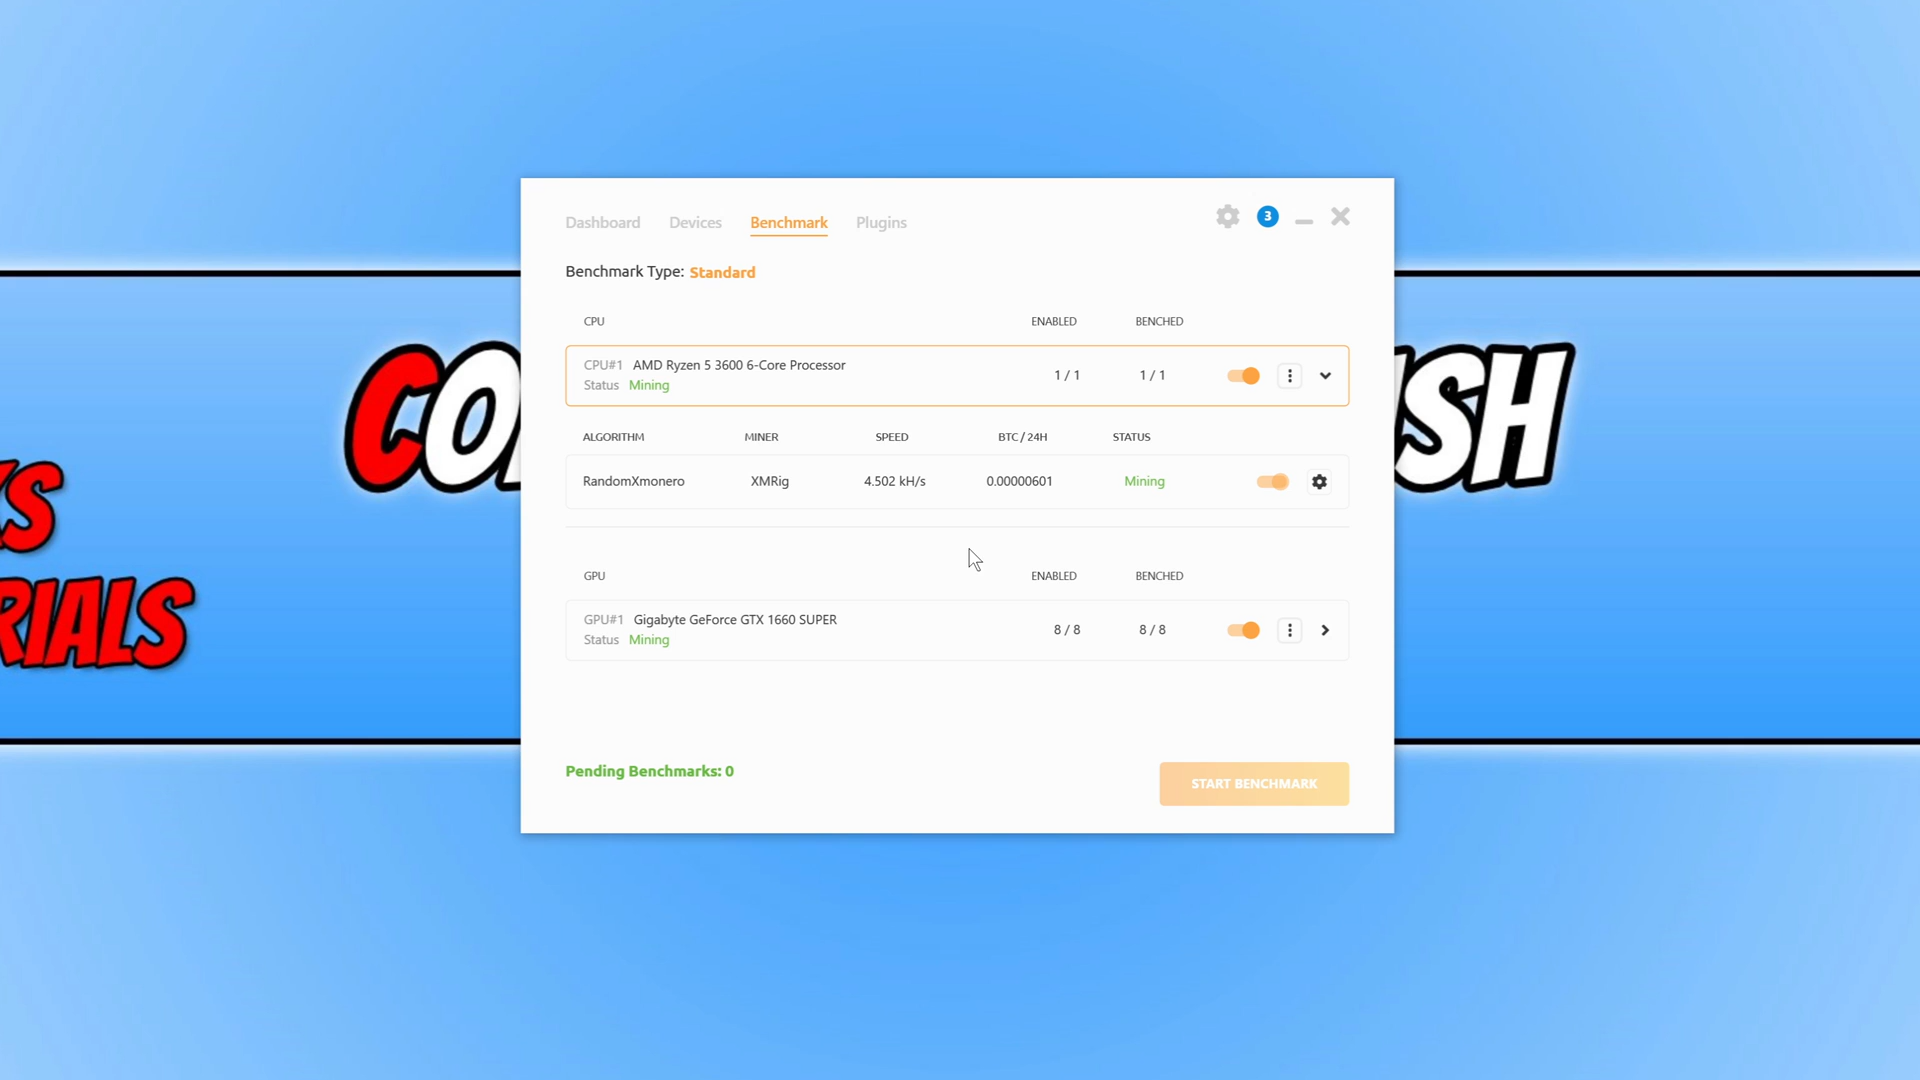 Dashboard Devices Benchmark Plugins 3
Benchmark Type: Standard
CPU ENABLED BENCHED
CPU#1 AMD Ryzen 5 3600 6-Core Processor 1 / 1 1 / 1
Status Mining
ALGORITHM MINER SPEED BTC / 24H STATUS
RandomXmonero XMRig 4.502 kH/s 0.00000601 Mining
GPU ENABLED BENCHED
GPU#1 Gigabyte GeForce GTX 1660 SUPER 8 / 8 8 / 8
Status Mining
Pending Benchmarks: 0
START BENCHMARK